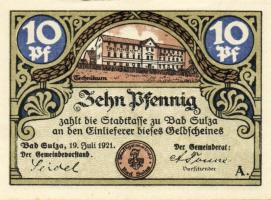 10 Pf
10 Pf
Technikum
Zehn Pfennig
zahlt die Stadtkasse zu Bad Sulza
an den Einlieferer dieses Geldscheines
Bad Sulza, 19. Juli 1921.
Der Gemeindevorstand.
Der Gemeinderat:
Vorsitzender
A.